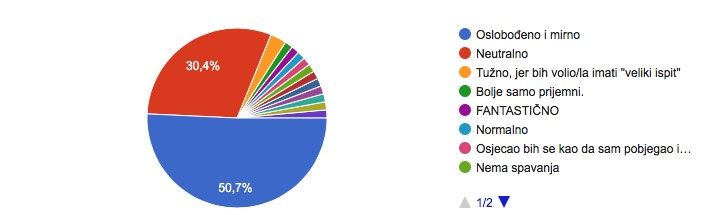 30,4%
50,7%
Oslobođeno i mirno
Neutralno
Tužno, jer bih volio/la imati "veliki ispit"
Bolje samo prijemni.
FANTASTIČNO
Normalno
Osjecao bih se kao da sam pobjegao i…
Nema spavanja
1/2